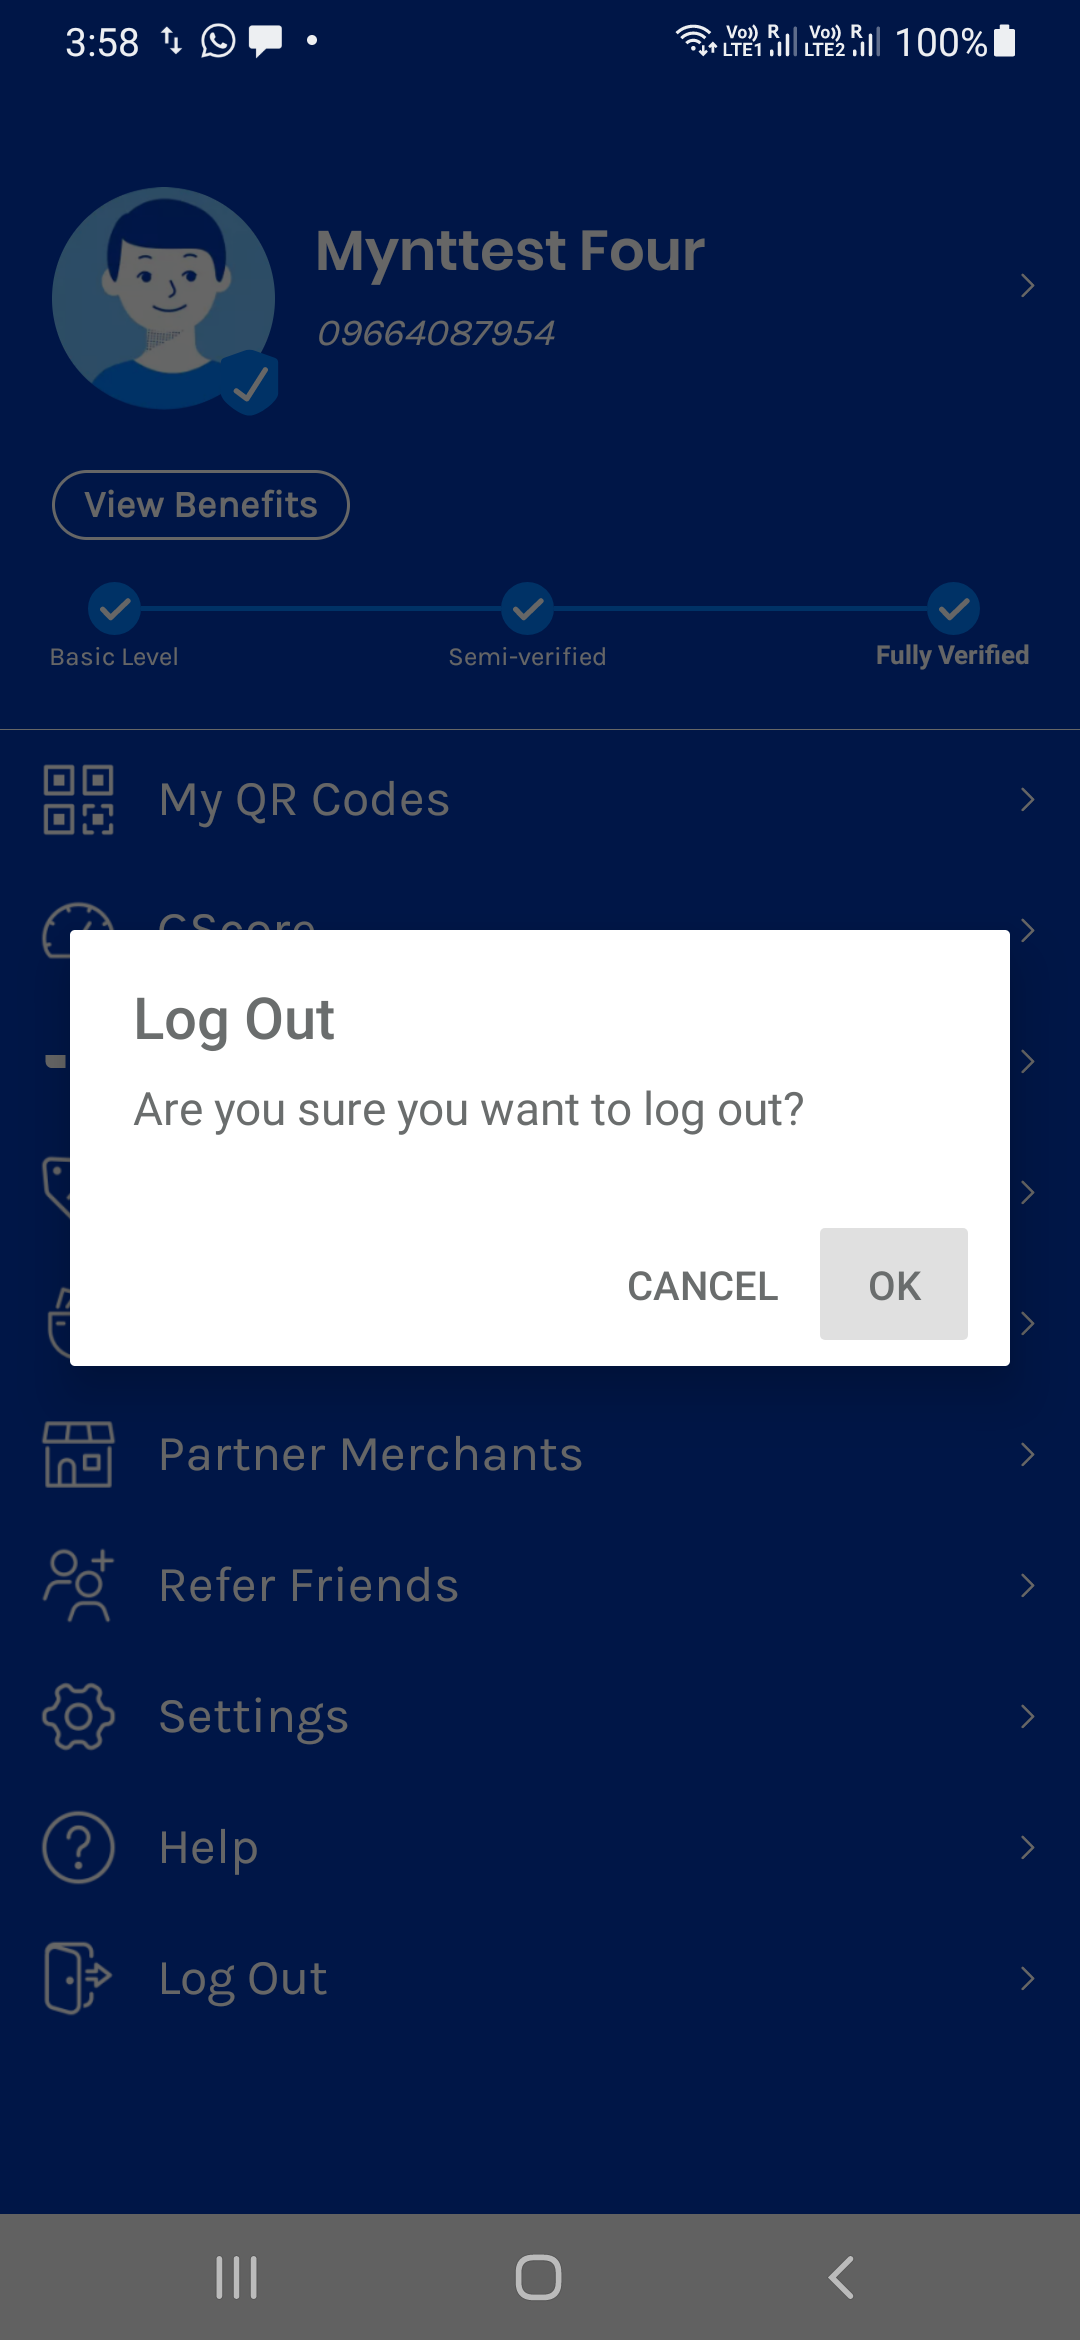 3:58
Vo)) R Vo)) R 100%
LTE1 LTE2
Mynttest Four
09664087954
View Benefits
Basic Level Semi-verified Fully Verified
My QR Codes
GScore
Log Out
Are you sure you want to log out?
CANCEL OK
Partner Merchants
Refer Friends
Settings
Help
Log Out